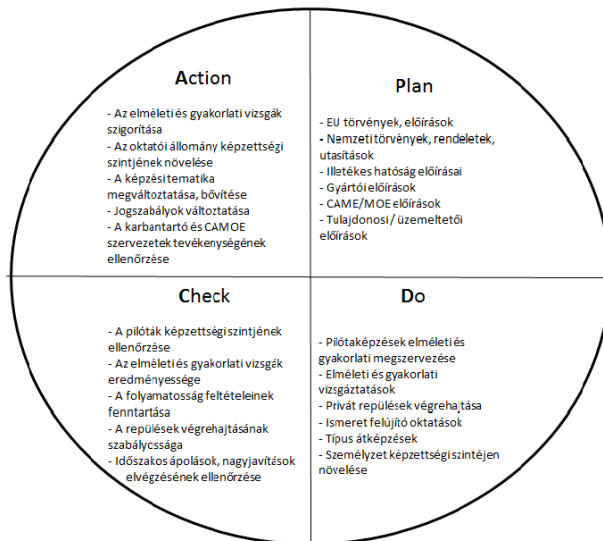 Action
- Az elméleti és gyakorlati vizsgák
szigorítása
- Az oktatói állomány képzettségi
szintjének növelése
- A képzési tematika
megváltoztatása, bővítése
- Jogszabályok változtatása
- A karbantartó és CAMOE
szervezetek tevékenységének
ellenőrzése
Plan
- EU törvények, előírások
- Nemzeti törvények, rendeletek,
utasítások
- Illetékes hatóság előírásai
- Gyártói előírások
- CAME/MOE előírások
- Tulajdonosi / üzemeltetői
előírások
Check
- A pilóták képzettségi szintjének
ellenőrzése
- Az elméleti és gyakorlati vizsgák
eredményessége
- A folyamatosság feltételeinek
fenntartása
- A repülések végrehajtásának
szabályossága
- Időszakos ápolások, nagyjavítások
elvégzésének ellenőrzése
Do
- Pilótaképzések elméleti és
gyakorlati megszervezése
- Elméleti és gyakorlati
vizsgáztatások
- Privát repülések végrehajtása
- Ismeret felújító oktatások
- Típus átképzések
- Személyzet képzettségi szintéjen
növelése